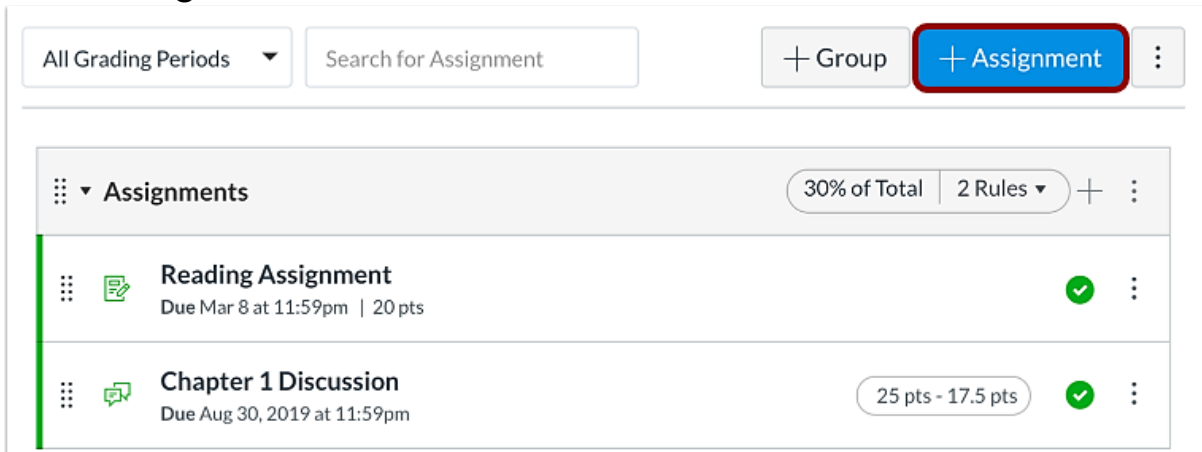 All Grading Periods Search for Assignment + Group + Assignment
Assignments 30% of Total 2 Rules +
Reading Assignment
Due Mar 8 at 11:59pm | 20 pts
Chapter 1 Discussion 25 pts - 17.5 pts
Due Aug 30, 2019 at 11:59pm